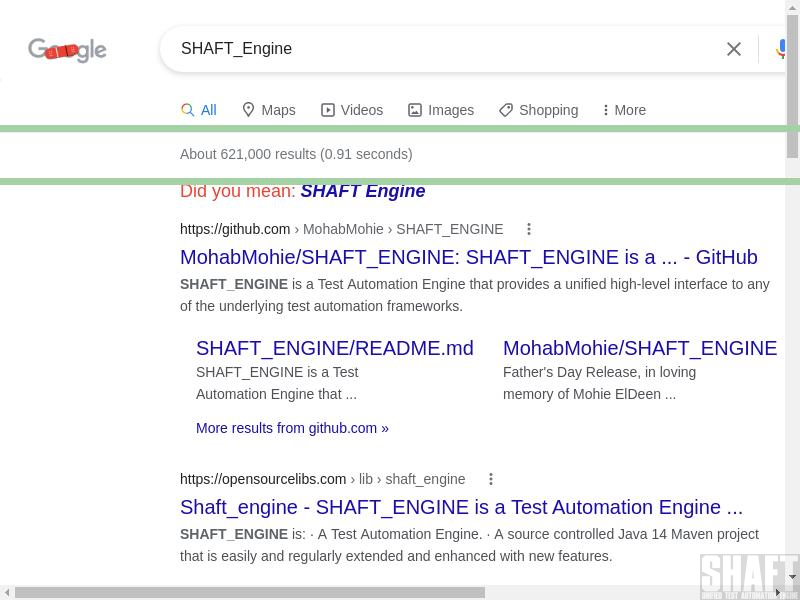 Google
SHAFT_Engine
All Maps Videos Images Shopping More
About 621,000 results (0.91 seconds)
Did you mean: SHAFT Engine
https://github.com › MohabMohie › SHAFT_ENGINE
MohabMohie/SHAFT_ENGINE: SHAFT_ENGINE is a ... - GitHub
SHAFT_ENGINE is a Test Automation Engine that provides a unified high-level interface to any
of the underlying test automation frameworks.
SHAFT_ENGINE/README.md
SHAFT_ENGINE is a Test
Automation Engine that ...
MohabMohie/SHAFT_ENGINE
Father's Day Release, in loving
memory of Mohie ElDeen ...
More results from github.com »
https://opensourcelibs.com › lib › shaft_engine
Shaft_engine - SHAFT_ENGINE is a Test Automation Engine ...
SHAFT_ENGINE is: · A Test Automation Engine. · A source controlled Java 14 Maven project
that is easily and regularly extended and enhanced with new features.
SHAFT